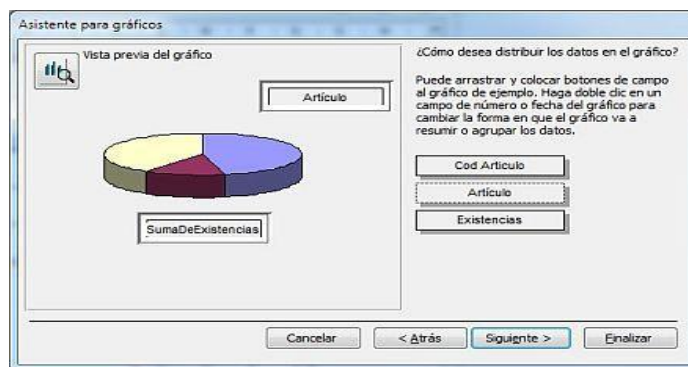 Asistente para gráficos
Vista previa del gráfico
Artículo
SumaDeExistencias
¿Cómo desea distribuir los datos en el gráfico?
Puede arrastrar y colocar botones de campo
al gráfico de ejemplo. Haga doble clic en un
campo de número o fecha del gráfico para
cambiar la forma en que el gráfico va a
resumir o agrupar los datos.
Cod Articulo
Artículo
Existencias
Cancelar
< Atrás
Siguiente >
Finalizar